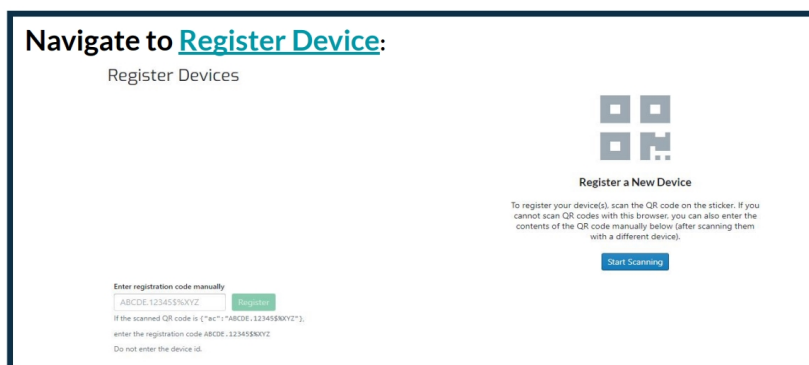 Navigate to Register Device:
Register Devices
Register a New Device
To register your device(s), scan the QR code on the sticker. If you
cannot scan QR codes with this browser, you can also enter the
contents of the QR code manually below (after scanning them
with a different device).
Start Scanning
Enter registration code manually
ABCDE.12345$%XYZ Register
If the scanned QR code is {"ac":"ABCDE.12345$%XYZ"},
enter the registration code ABCDE.12345$%XYZ
Do not enter the device id.